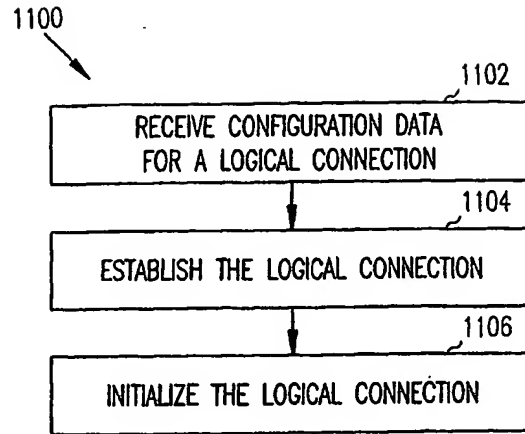 1100
1102
RECEIVE CONFIGURATION DATA
FOR A LOGICAL CONNECTION
1104
ESTABLISH THE LOGICAL CONNECTION
1106
INITIALIZE THE LOGICAL CONNECTION